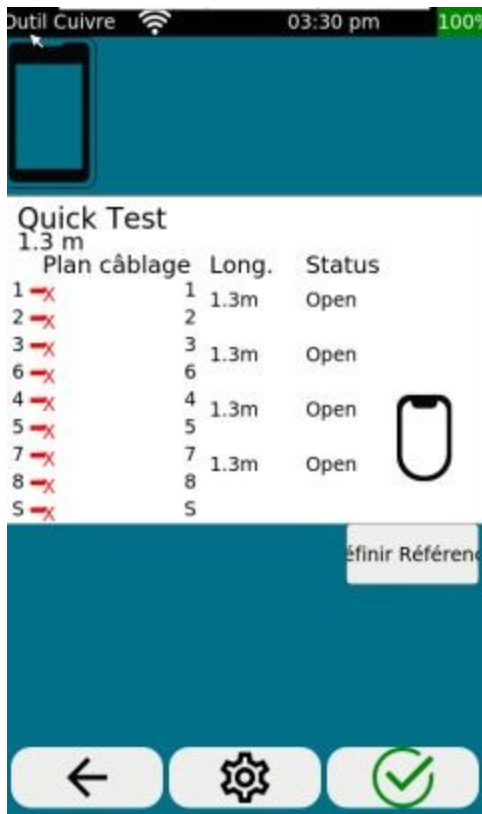 Outil Cuivre 03:30 pm 100%
Quick Test
1.3 m
Plan câblage Long. Status
1 X 1 1.3m Open
2 X 2
3 X 3 1.3m Open
6 X 6
4 X 4 1.3m Open
5 X 5
7 X 7 1.3m Open
8 X 8
S X S
éfinir Référenc